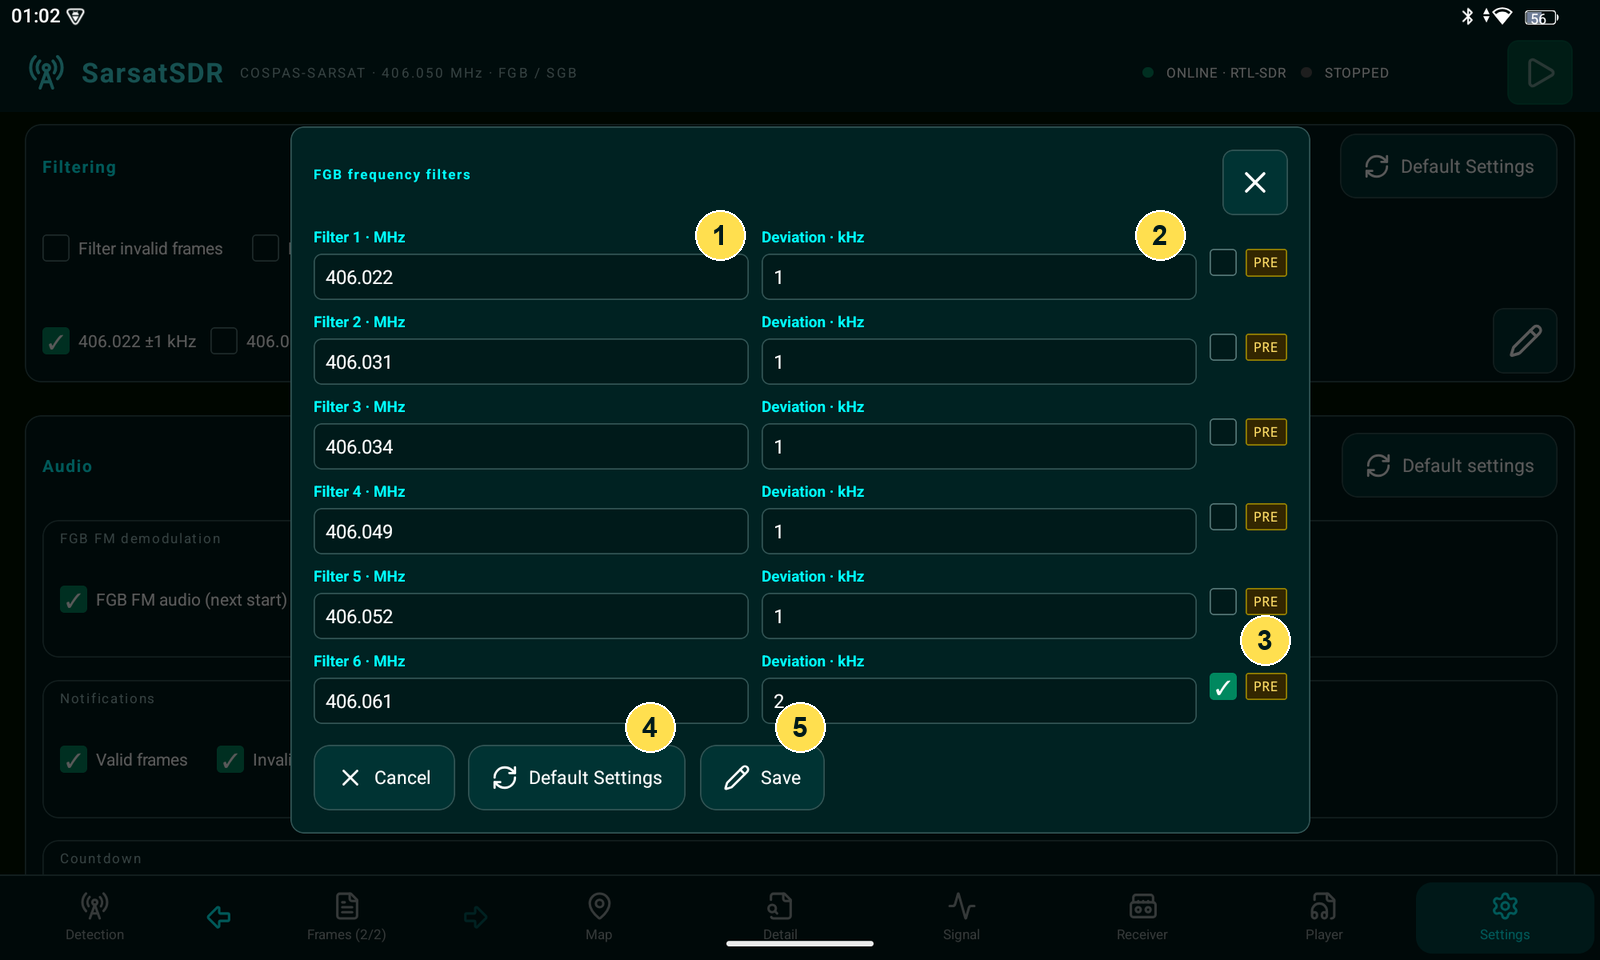 01:02
56
SarsatSDR
COSPAS-SARSAT · 406.050 MHz · FGB / SGB
ONLINE · RTL-SDR
STOPPED
Filtering
Default Settings
Filter invalid frames
406.022 ±1 kHz
406.0
Audio
Default settings
FGB FM demodulation
FGB FM audio (next start)
Notifications
Valid frames
Invali
Countdown
FGB frequency filters
1
2
Filter 1 · MHz
Deviation · kHz
406.022
1
PRE
Filter 2 · MHz
Deviation · kHz
406.031
1
PRE
Filter 3 · MHz
Deviation · kHz
406.034
1
PRE
Filter 4 · MHz
Deviation · kHz
406.049
1
PRE
Filter 5 · MHz
Deviation · kHz
406.052
1
PRE
3
Filter 6 · MHz
Deviation · kHz
406.061
2
PRE
4
5
Cancel
Default Settings
Save
Detection
Frames (2/2)
Map
Detail
Signal
Receiver
Player
Settings